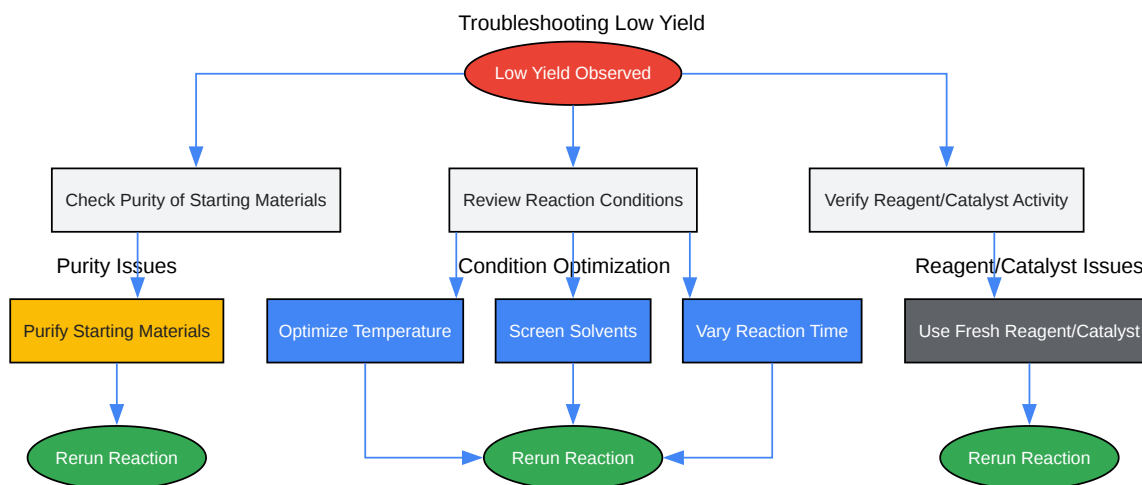 Troubleshooting Low Yield
Low Yield Observed
Check Purity of Starting Materials
Review Reaction Conditions
Verify Reagent/Catalyst Activity
Purity Issues
Condition Optimization
Reagent/Catalyst Issues
Purify Starting Materials
Optimize Temperature
Screen Solvents
Vary Reaction Time
Use Fresh Reagent/Catalyst
Rerun Reaction
Rerun Reaction
Rerun Reaction